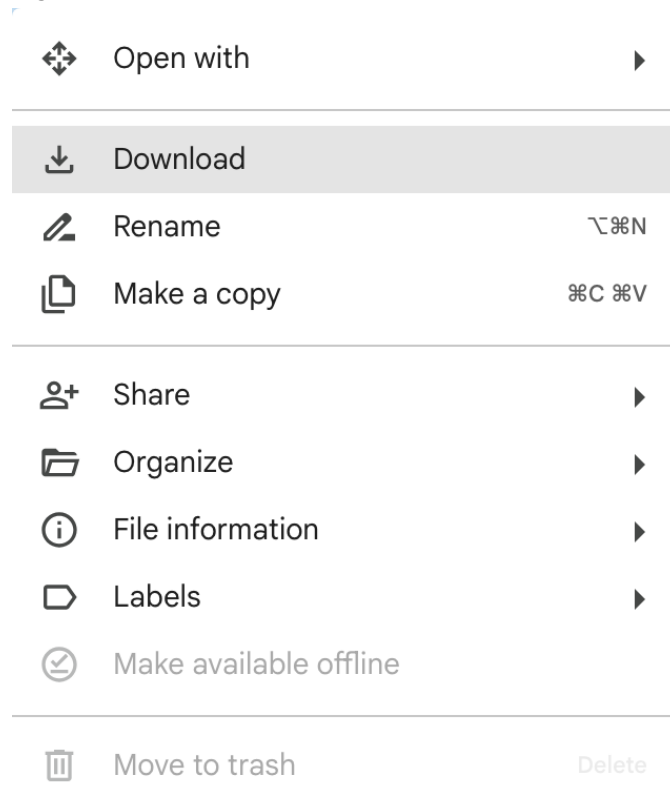 Open with
Download
Rename ⌥⌘N
Make a copy ⌘C ⌘V
Share
Organize
File information
Labels
Make available offline
Move to trash Delete